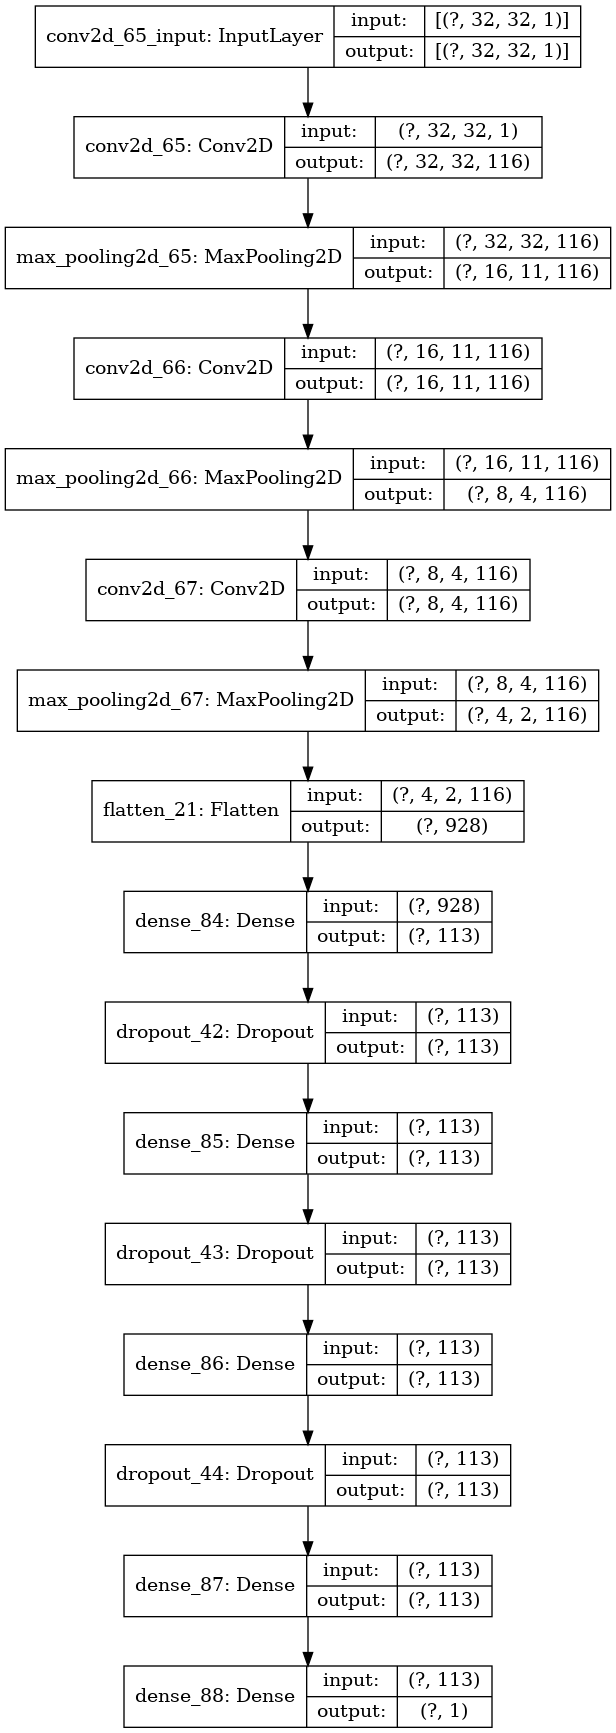 conv2d_65_input: InputLayer
input: [(?, 32, 32, 1)]
output: [(?, 32, 32, 1)]
conv2d_65: Conv2D
input: (?, 32, 32, 1)
output: (?, 32, 32, 116)
max_pooling2d_65: MaxPooling2D
input: (?, 32, 32, 116)
output: (?, 16, 11, 116)
conv2d_66: Conv2D
input: (?, 16, 11, 116)
output: (?, 16, 11, 116)
max_pooling2d_66: MaxPooling2D
input: (?, 16, 11, 116)
output: (?, 8, 4, 116)
conv2d_67: Conv2D
input: (?, 8, 4, 116)
output: (?, 8, 4, 116)
max_pooling2d_67: MaxPooling2D
input: (?, 8, 4, 116)
output: (?, 4, 2, 116)
flatten_21: Flatten
input: (?, 4, 2, 116)
output: (?, 928)
dense_84: Dense
input: (?, 928)
output: (?, 113)
dropout_42: Dropout
input: (?, 113)
output: (?, 113)
dense_85: Dense
input: (?, 113)
output: (?, 113)
dropout_43: Dropout
input: (?, 113)
output: (?, 113)
dense_86: Dense
input: (?, 113)
output: (?, 113)
dropout_44: Dropout
input: (?, 113)
output: (?, 113)
dense_87: Dense
input: (?, 113)
output: (?, 113)
dense_88: Dense
input: (?, 113)
output: (?, 1)